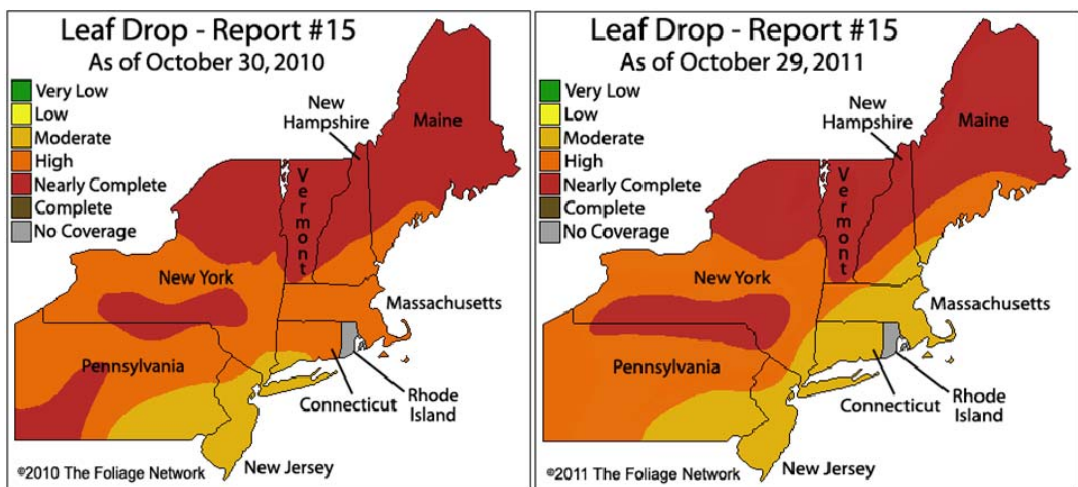 Leaf Drop - Report #15
As of October 30, 2010
Very Low
Low
Moderate
High
Nearly Complete
Complete
No Coverage
New
Hampshire
Maine
Vermont
New York
Massachusetts
Pennsylvania
Connecticut
Rhode
Island
New Jersey
©2010 The Foliage Network
Leaf Drop - Report #15
As of October 29, 2011
Very Low
Low
Moderate
High
Nearly Complete
Complete
No Coverage
New
Hampshire
Maine
Vermont
New York
Massachusetts
Pennsylvania
Connecticut
Rhode
Island
New Jersey
©2011 The Foliage Network